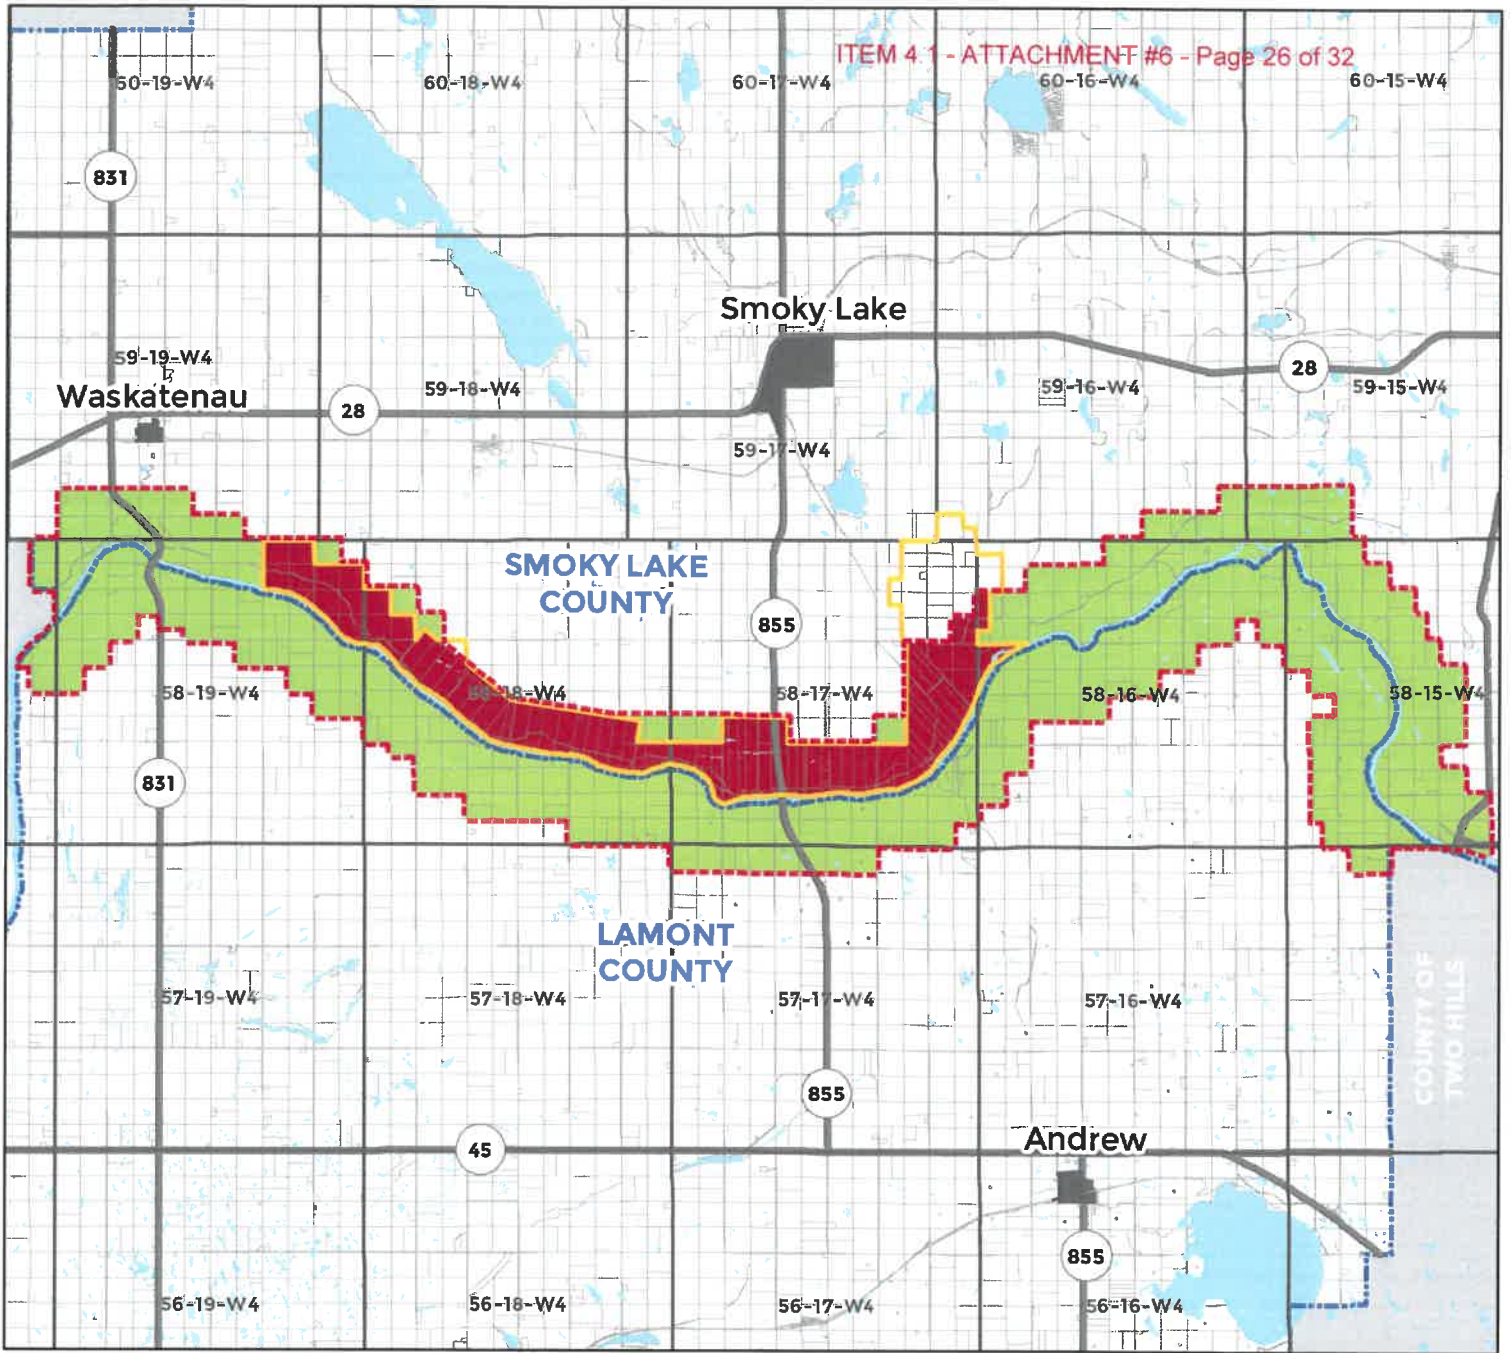 ITEM 4.1 - ATTACHMENT #6 - Page 26 of 32
60-19-W4
60-18-W4
60-17-W4
60-16-W4
60-15-W4
831
Smoky Lake
59-19-W4
Waskatenau
28
59-18-W4
28
59-16-W4
59-15-W4
59-17-W4
SMOKY LAKE
COUNTY
855
58-19-W4
58-18-W4
58-17-W4
58-16-W4
58-15-W4
831
LAMONT
COUNTY
57-19-W4
57-18-W4
57-17-W4
57-16-W4
COUNTY OF
TWO HILLS
855
45
Andrew
855
56-19-W4
56-18-W4
56-17-W4
56-16-W4